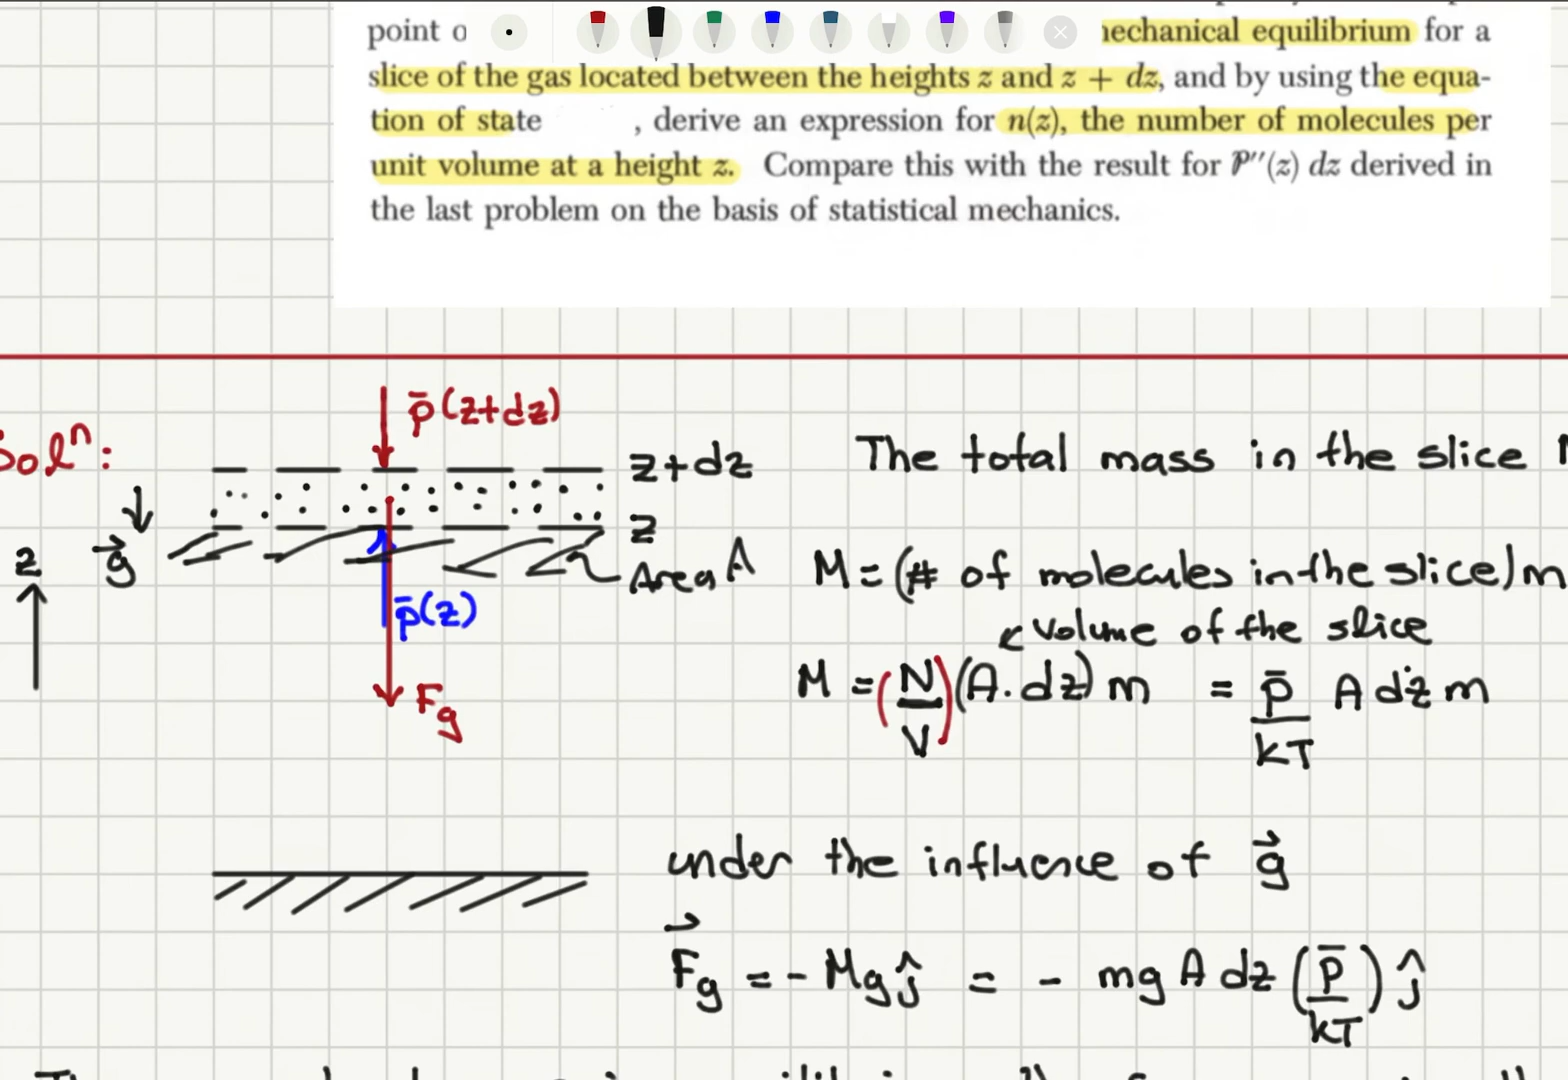 point
mechanical equilibrium for a
slice of the gas located between the heights z and z + dz, and by using the equa-
tion of state , derive an expression for n(z), the number of molecules per
unit volume at a height z. Compare this with the result for P''(z) dz derived in
the last problem on the basis of statistical mechanics.
Solⁿ:
p̄(z+dz)
z+dz
z
Area A
g⃗
z
p̄(z)
F_g
The total mass in the slice
M = (# of molecules in the slice) m
volume of the slice
M = (N/V) (A.dz) m = p̄/kT A dz m
under the influence of g⃗
F⃗_g = - Mg ĵ = - mg A dz (p̄/kT) ĵ